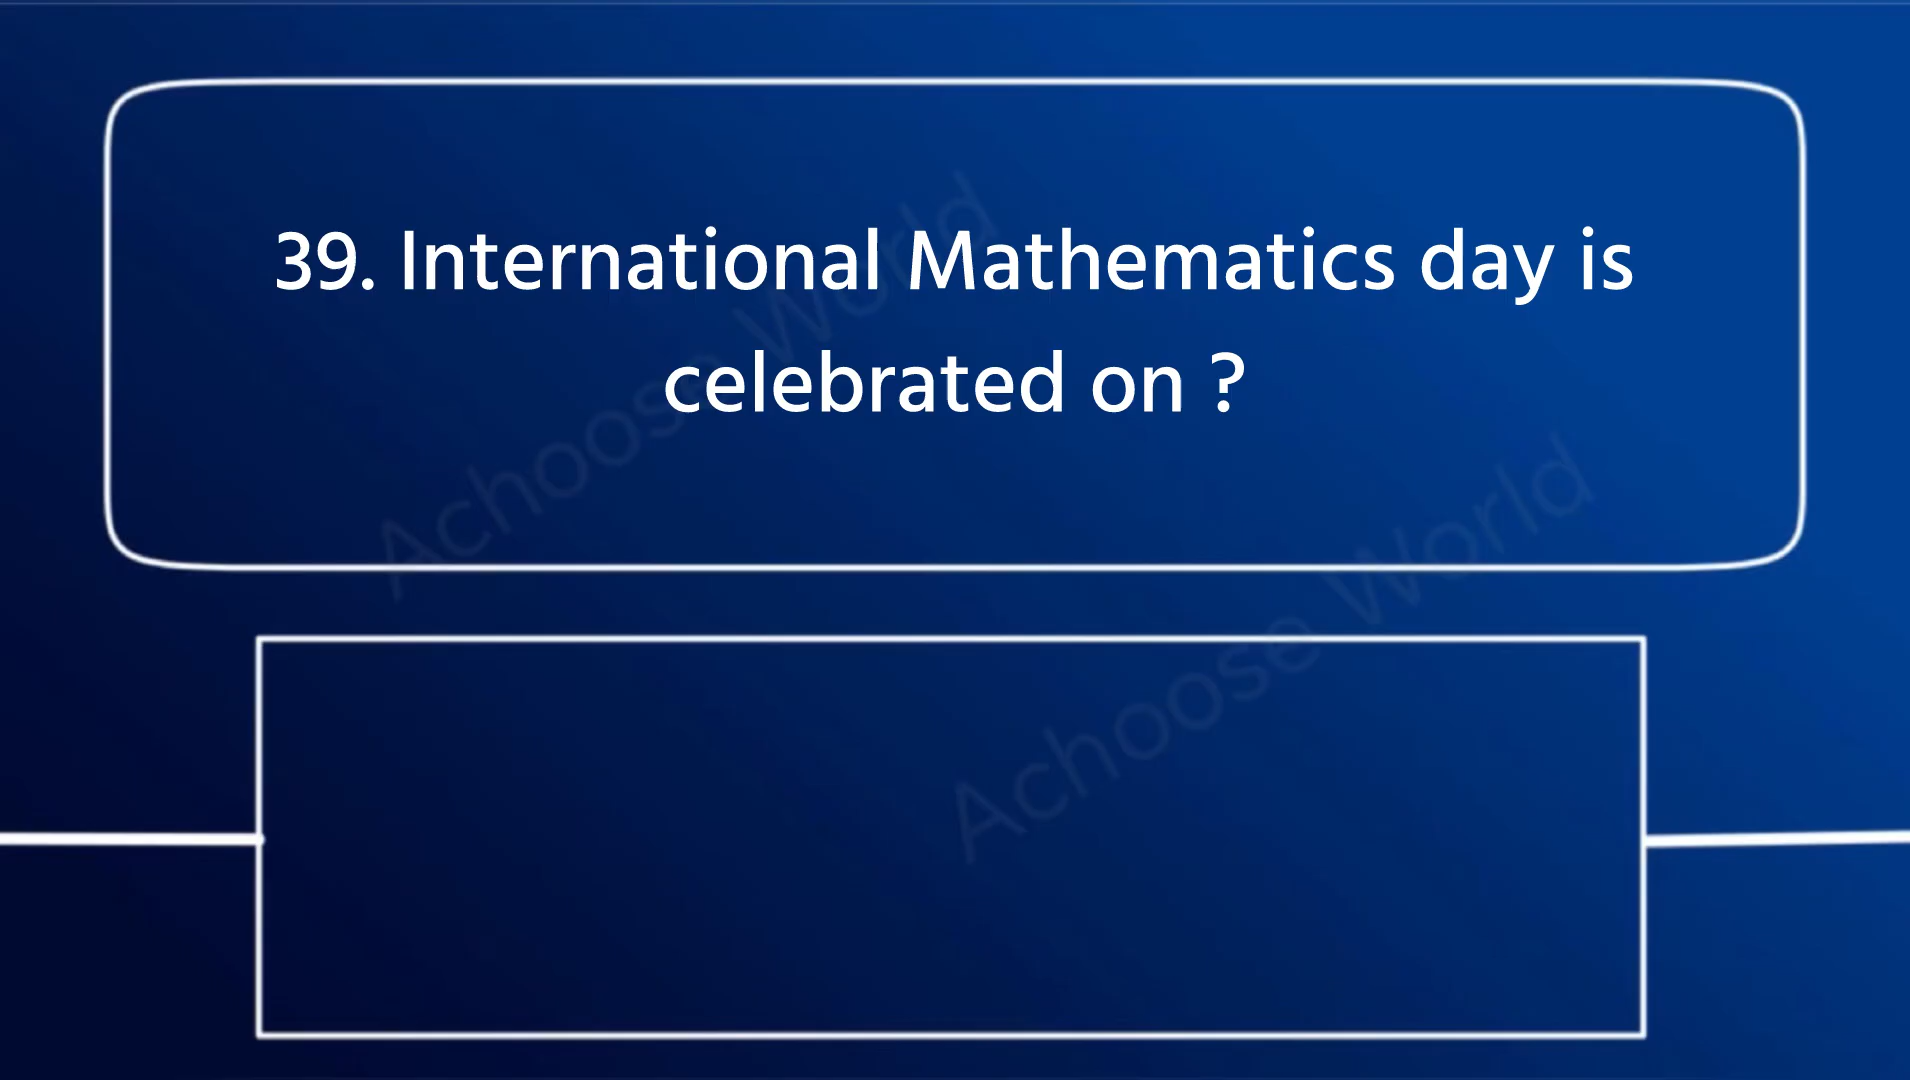 39. International Mathematics day is
celebrated on ?
Achoose World
Achoose World